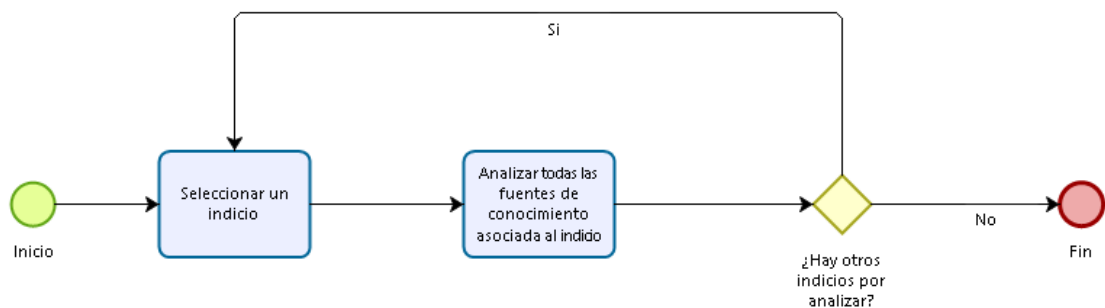 Si
Seleccionar un
indicio
Analizar todas las
fuentes de
conocimiento
asociada al indicio
Inicio
No
Fin
¿Hay otros
indicios por
analizar?